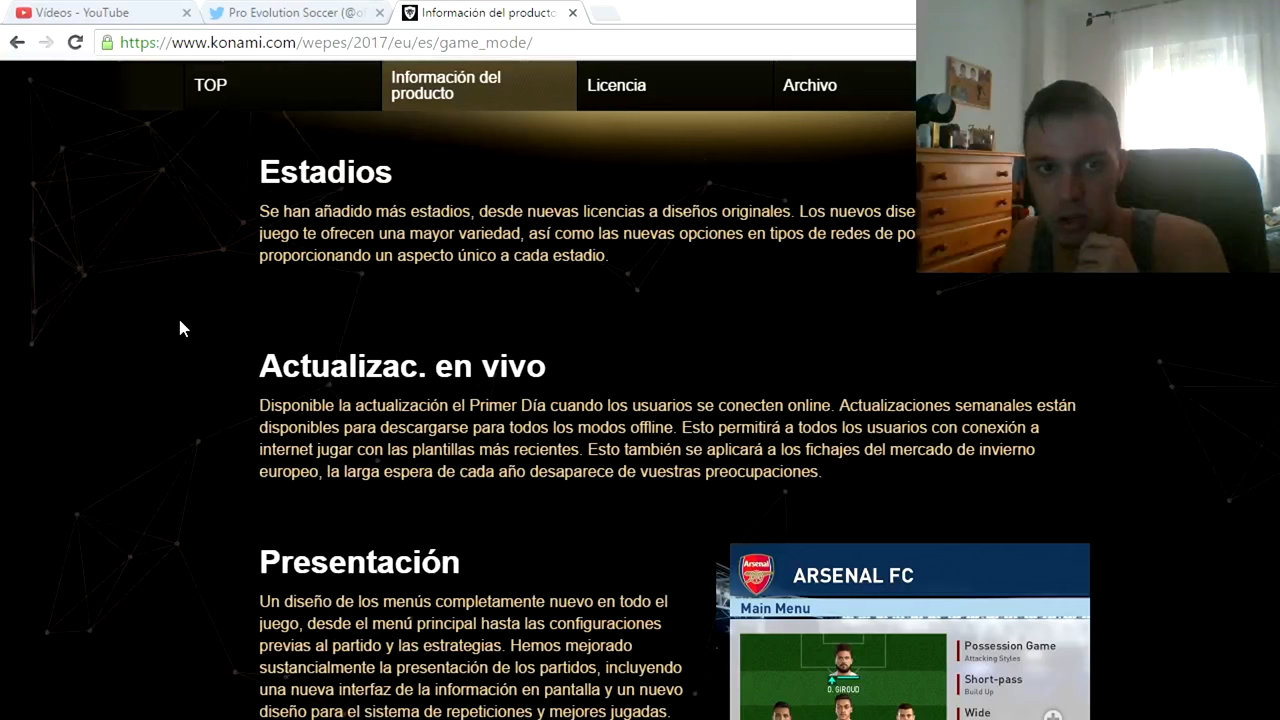 Vídeos - YouTube
Pro Evolution Soccer (@o
Información del producto
https://www.konami.com/wepes/2017/eu/es/game_mode/
TOP
Información del
producto
Licencia
Archivo
Estadios
Se han añadido más estadios, desde nuevas licencias a diseños originales. Los nuevos dise
juego te ofrecen una mayor variedad, así como las nuevas opciones en tipos de redes de po
proporcionando un aspecto único a cada estadio.
Actualizac. en vivo
Disponible la actualización el Primer Día cuando los usuarios se conecten online. Actualizaciones semanales están
disponibles para descargarse para todos los modos offline. Esto permitirá a todos los usuarios con conexión a
internet jugar con las plantillas más recientes. Esto también se aplicará a los fichajes del mercado de invierno
europeo, la larga espera de cada año desaparece de vuestras preocupaciones.
Presentación
Un diseño de los menús completamente nuevo en todo el
juego, desde el menú principal hasta las configuraciones
previas al partido y las estrategias. Hemos mejorado
sustancialmente la presentación de los partidos, incluyendo
una nueva interfaz de la información en pantalla y un nuevo
diseño para el sistema de repeticiones y mejores jugadas.
Arsenal
ARSENAL FC
Main Menu
O. GIROUD
Possession Game
Attacking Styles
Short-pass
Build Up
Wide